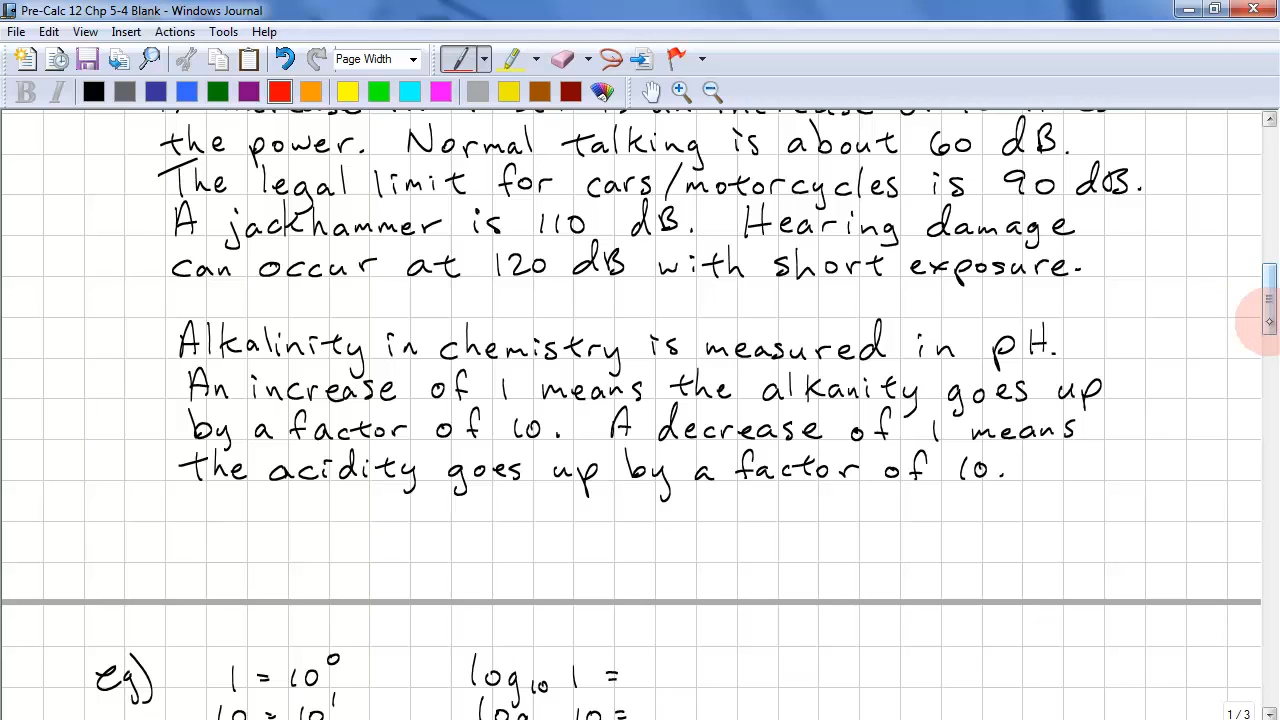 Pre-Calc 12 Chp 5-4 Blank - Windows Journal
File Edit View Insert Actions Tools Help
Page Width
B I
the power. Normal talking is about 60 dB.
The legal limit for cars/motorcycles is 90 dB.
A jackhammer is 110 dB. Hearing damage
can occur at 120 dB with short exposure.
Alkalinity in chemistry is measured in pH.
An increase of 1 means the alkanity goes up
by a factor of 10. A decrease of 1 means
the acidity goes up by a factor of 10.
eg) 1 = 10⁰ log₁₀ 1 =
10 = 10¹ log 10 =
1/3